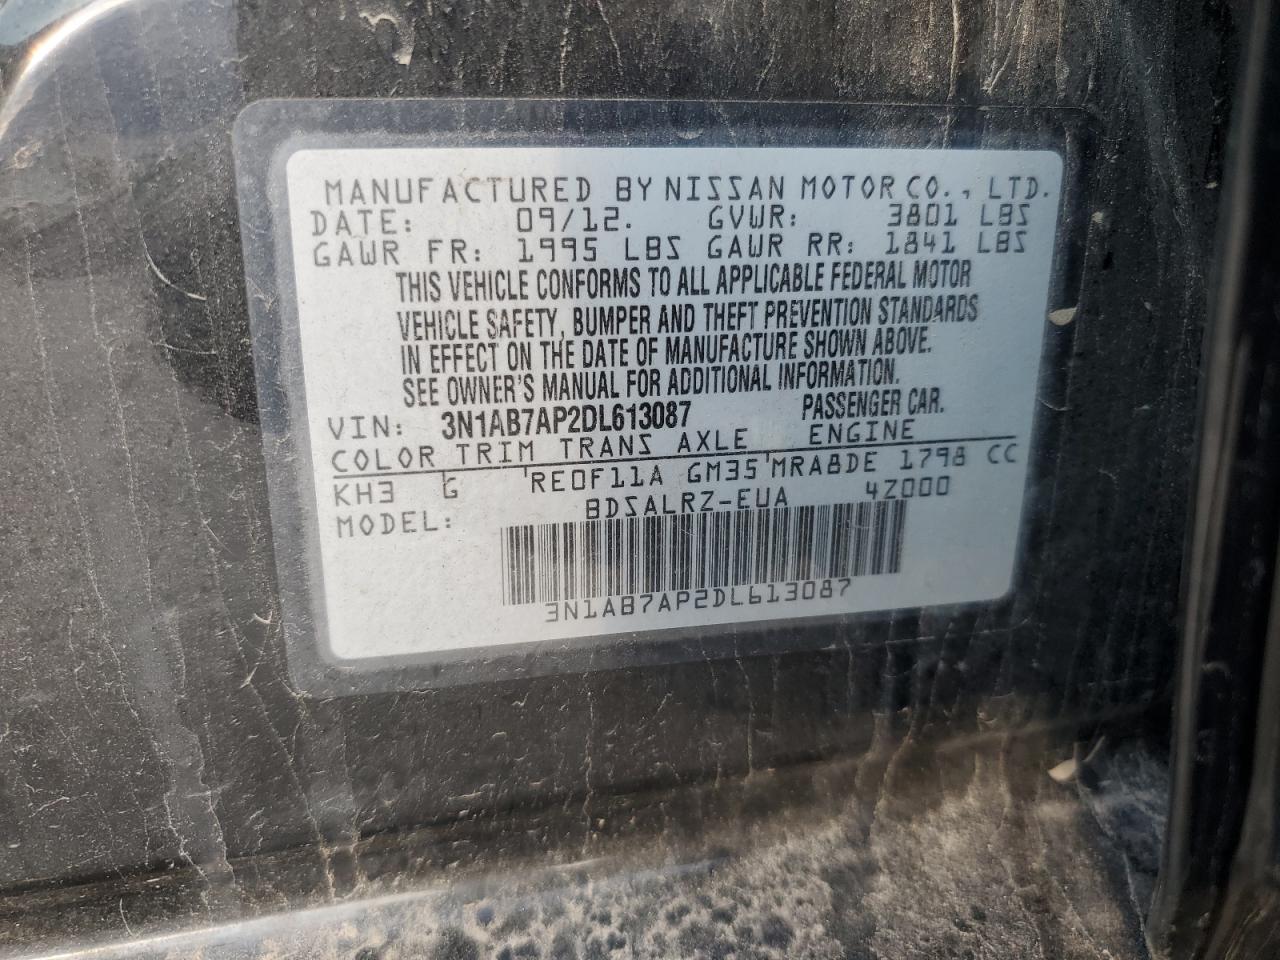 MANUFACTURED BY NISSAN MOTOR CO., LTD.
DATE: 09/12. GVWR: 3801 LBS
GAWR FR: 1995 LBS GAWR RR: 1841 LBS
THIS VEHICLE CONFORMS TO ALL APPLICABLE FEDERAL MOTOR
VEHICLE SAFETY, BUMPER AND THEFT PREVENTION STANDARDS
IN EFFECT ON THE DATE OF MANUFACTURE SHOWN ABOVE.
SEE OWNER'S MANUAL FOR ADDITIONAL INFORMATION.
VIN: 3N1AB7AP2DL613087 PASSENGER CAR.
COLOR TRIM TRANS AXLE ENGINE
KH3 G RE0F11A GM35 MRA8DE 1798 CC
MODEL: BDSALRZ-EUA 4Z000
3N1AB7AP2DL613087